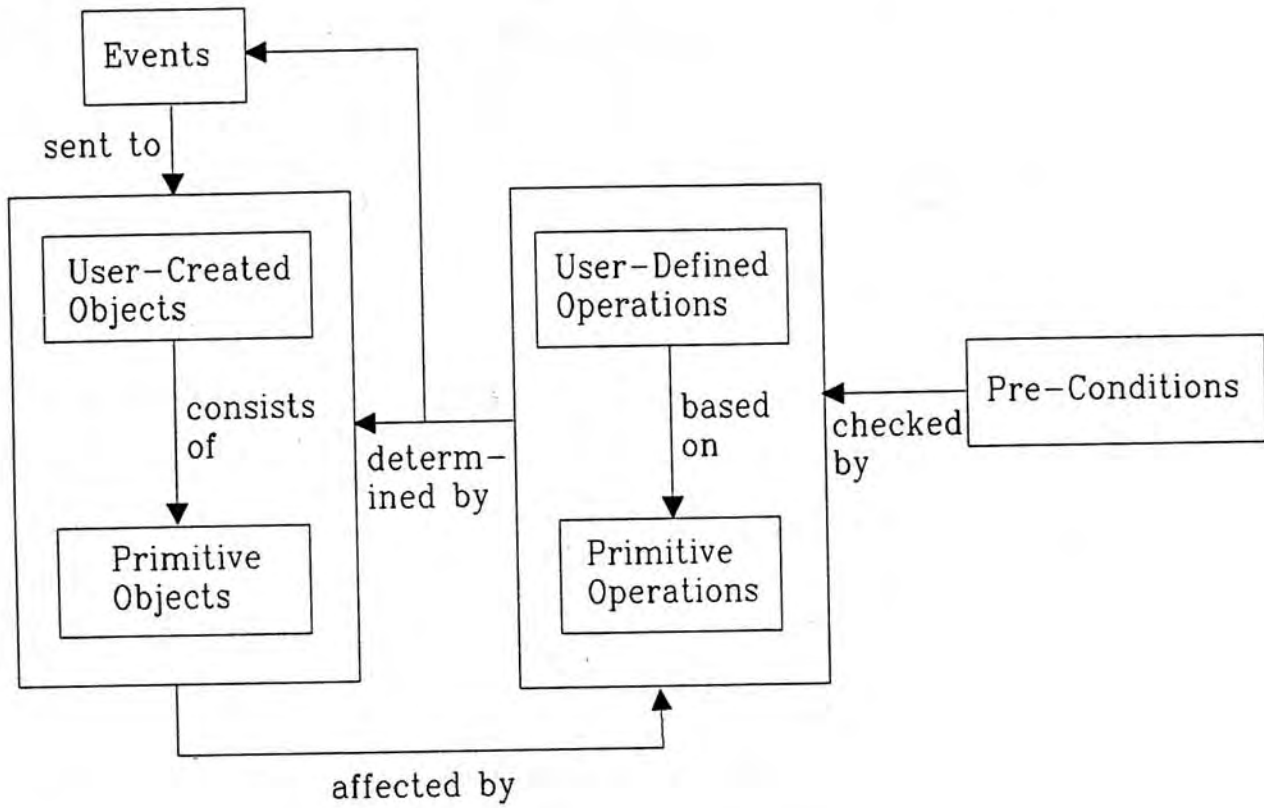 Events
sent to
User-Created
Objects
consists
of
Primitive
Objects
determ-
ined by
User-Defined
Operations
based
on
Primitive
Operations
checked
by
Pre-Conditions
affected by